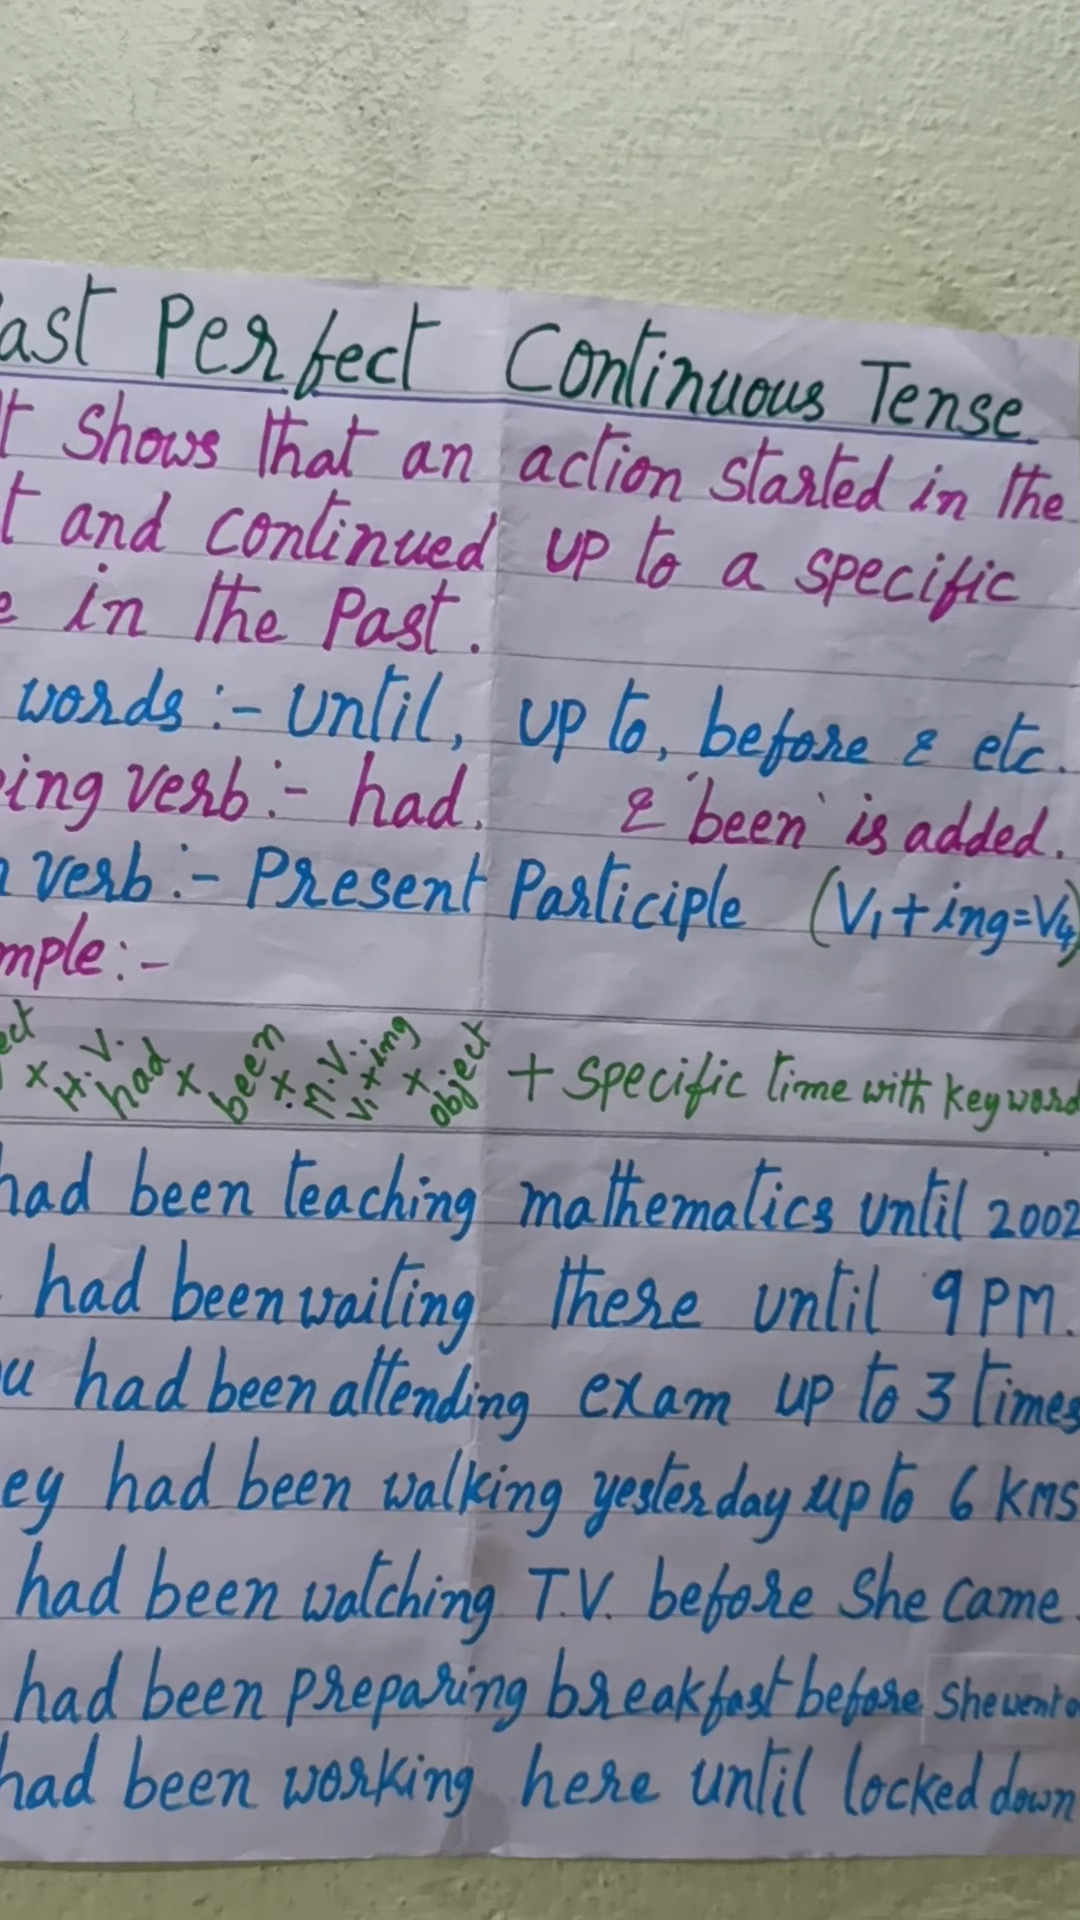 ast Perfect Continuous Tense
t shows that an action started in the
t and continued up to a specific
e in the Past.
words :- until, up to, before & etc.
ing verb :- had. & 'been' is added.
verb :- Present Participle (V1 + ing = V4)
mple :-
ect x H.V. had x been x M.V. V1 x ing x object + specific time with keyword
had been teaching mathematics until 2002
had been waiting there until 9 PM.
u had been attending exam up to 3 times
ey had been walking yesterday up to 6 kms
had been watching T.V. before She came.
had been preparing breakfast before She went o
had been working here until locked down